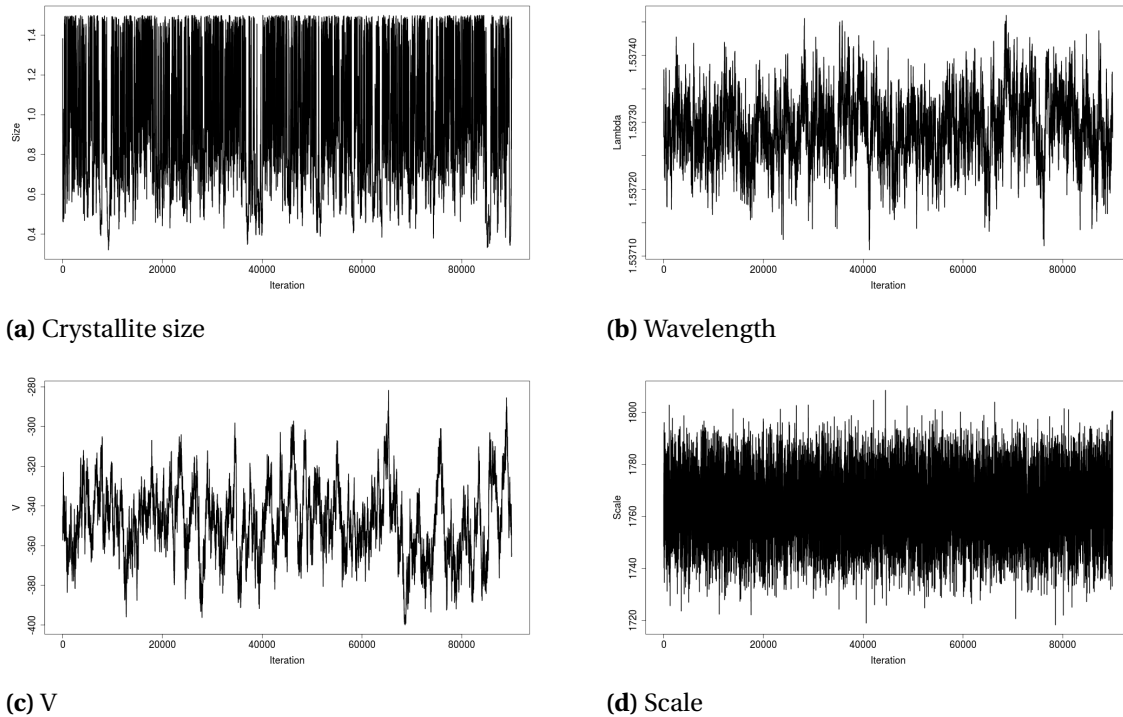 1.4
1.2
1.0
0.8
0.6
0.4
Size
0 20000 40000 60000 80000
Iteration
(a) Crystallite size
1.53740
1.53730
1.53720
1.53710
Lambda
0 20000 40000 60000 80000
Iteration
(b) Wavelength
-280
-300
-320
-340
-360
-380
-400
V
0 20000 40000 60000 80000
Iteration
(c) V
1800
1780
1760
1740
1720
Scale
0 20000 40000 60000 80000
Iteration
(d) Scale